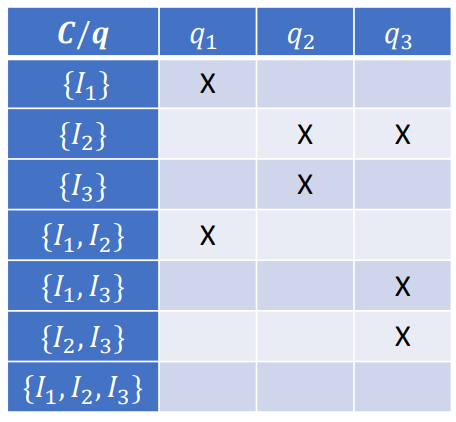 C/q q₁ q₂ q₃
{I₁} X
{I₂} X X
{I₃} X
{I₁, I₂} X
{I₁, I₃} X
{I₂, I₃} X
{I₁, I₂, I₃}